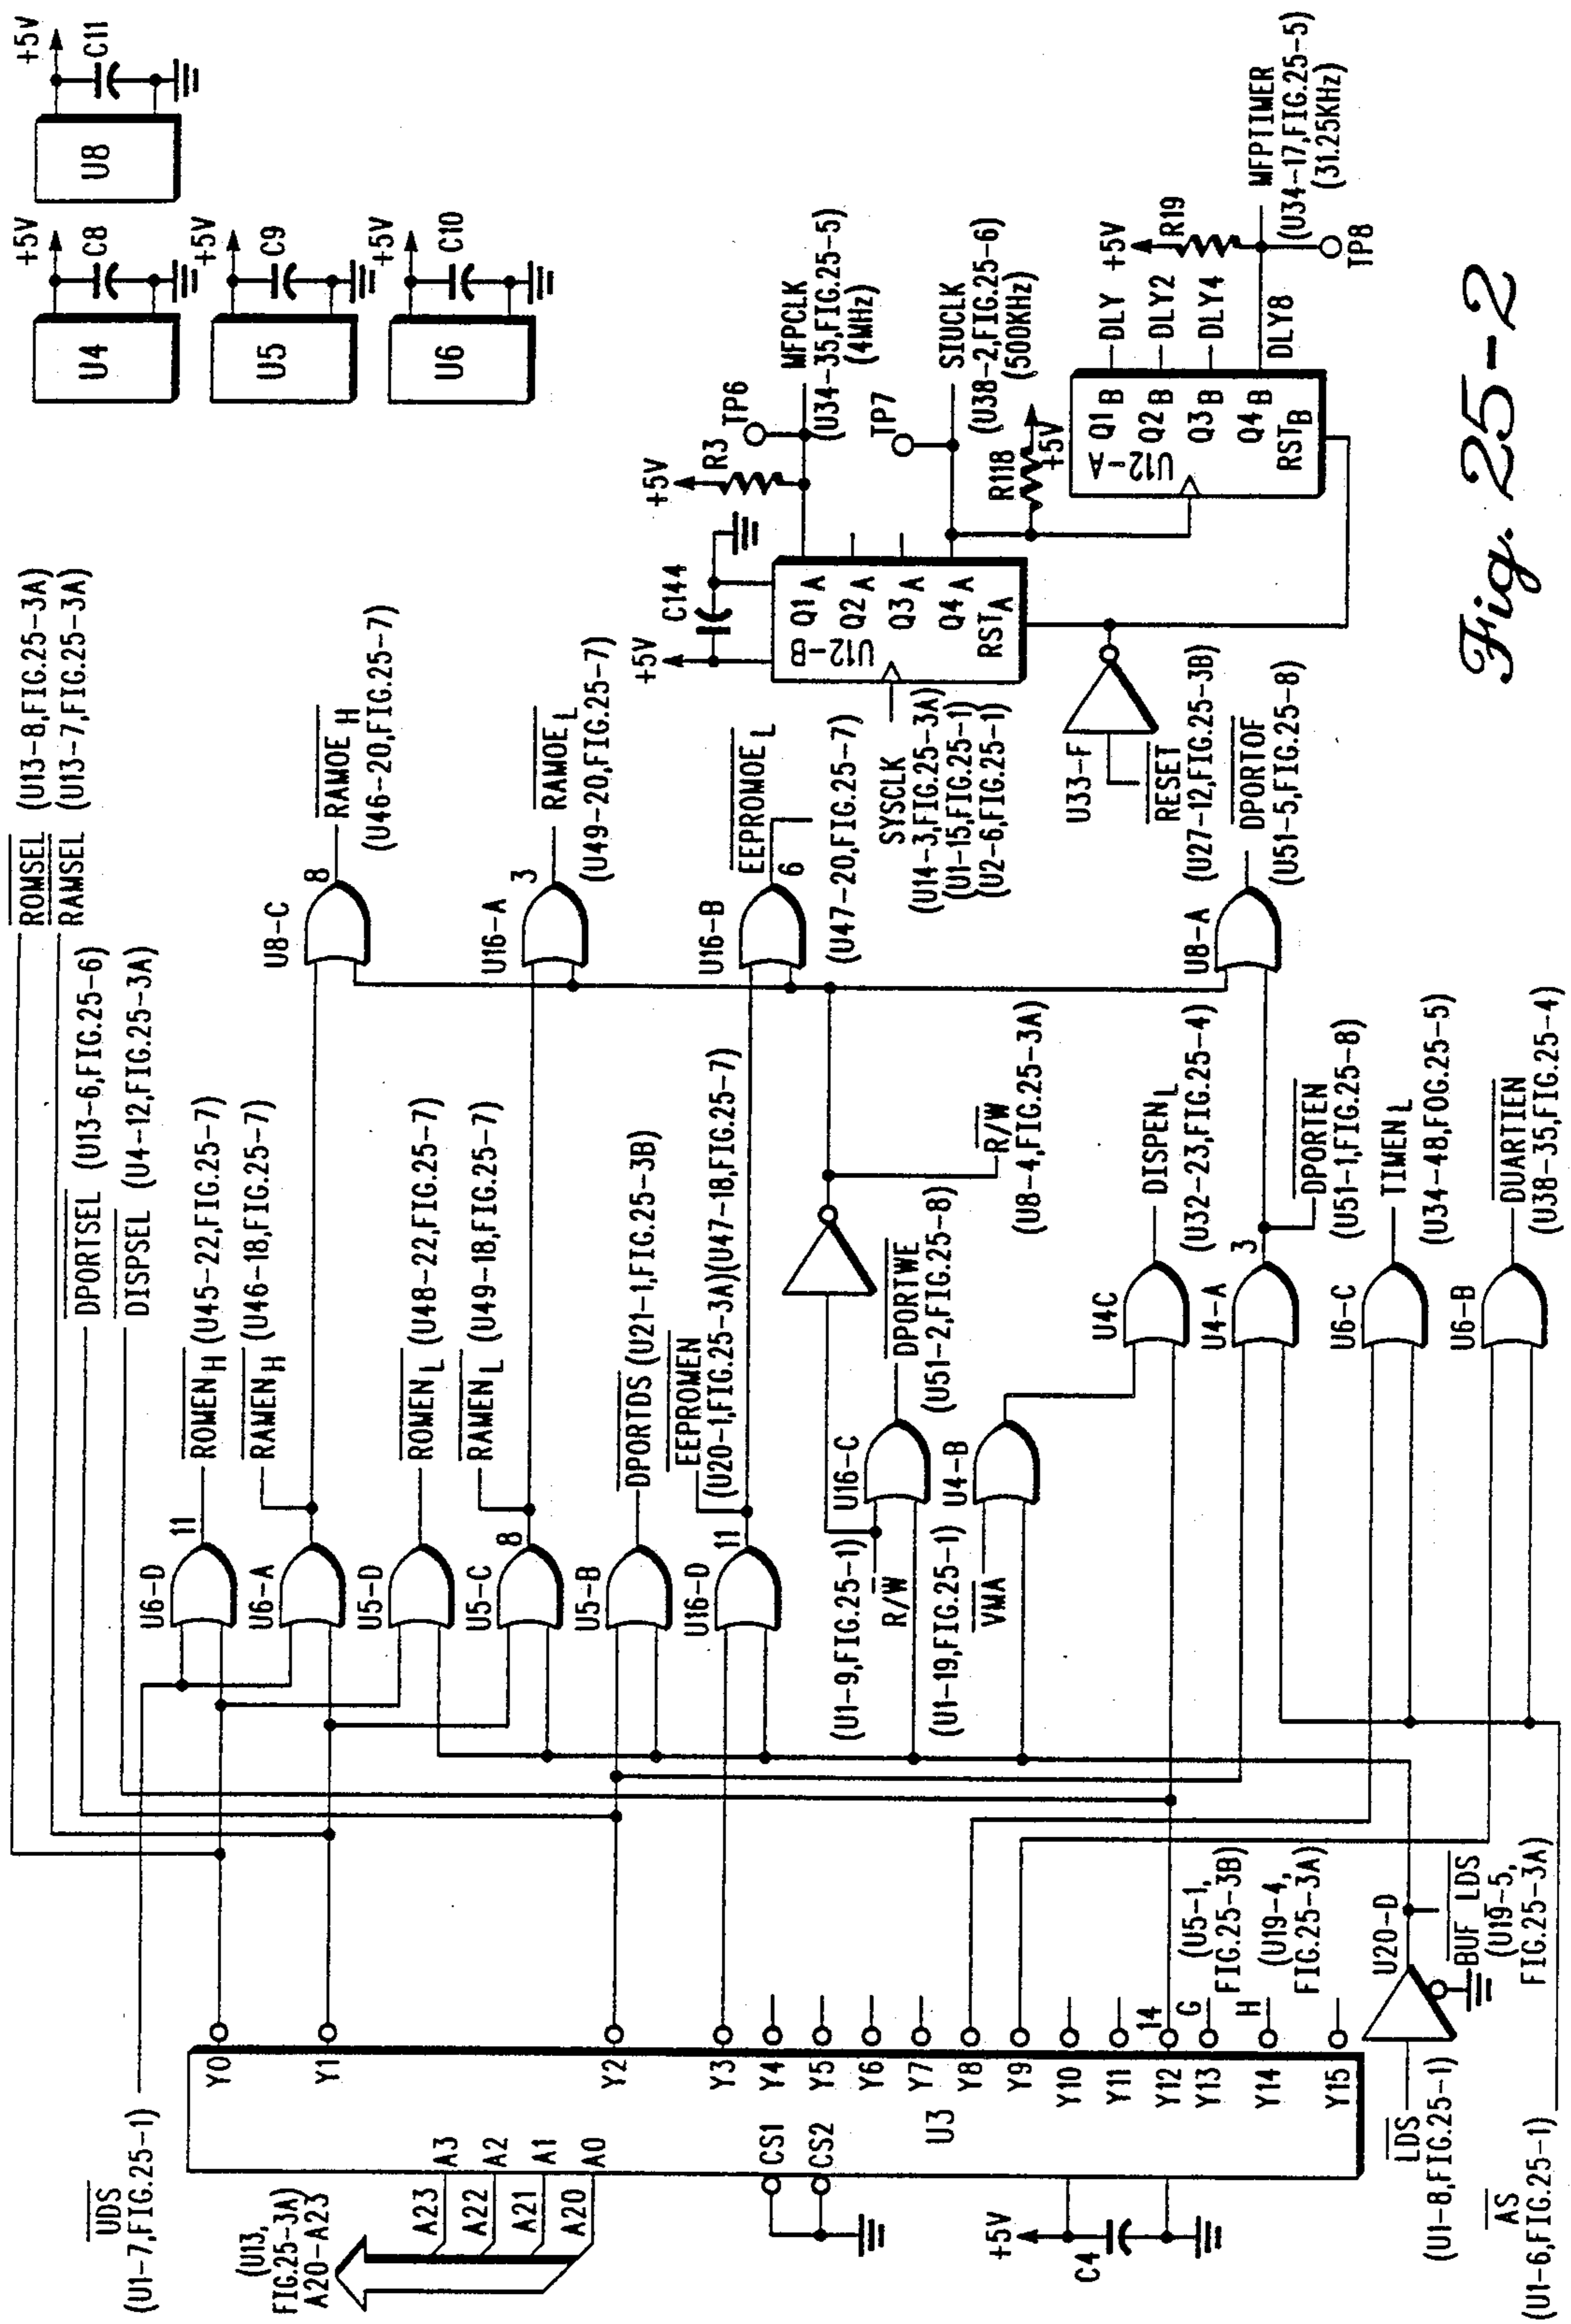 ROMSEL (U13-8,FIG.25-3A)
RAMSEL (U13-7,FIG.25-3A)
DPORTSEL (U13-6,FIG.25-6)
DISPSEL (U4-12,FIG.25-3A)
UDS
(U1-7,FIG.25-1)
(U13,
FIG.25-3A)
A20-A23
A23
A22
A21
A20
A3
A2
A1
A0
CS1
CS2
U3
+5V
C4
Y0
Y1
Y2
Y3
Y4
Y5
Y6
Y7
Y8
Y9
Y10
Y11
Y12
Y13
Y14
Y15
14
G
(U5-1,
FIG.25-3B)
H
(U19-4,
FIG.25-3A)
LDS
(U1-8,FIG.25-1)
AS
(U1-6,FIG.25-1)
U20-D
BUF LDS
(U19-5,
FIG.25-3A)
U6-D
11
ROMEN H (U45-22,FIG.25-7)
U6-A
RAMEN H (U46-18,FIG.25-7)
U5-D
ROMEN L (U48-22,FIG.25-7)
U5-C
8
RAMEN L (U49-18,FIG.25-7)
U5-B
DPORTDS (U21-1,FIG.25-3B)
U16-D
11
EEPROMEN
(U20-1,FIG.25-3A)(U47-18,FIG.25-7)
(U1-9,FIG.25-1)
R/W
U16-C
DPORTWE
(U51-2,FIG.25-8)
(U1-19,FIG.25-1)
VMA
U4-B
R/W
(U8-4,FIG.25-3A)
U4C
DISPEN L
(U32-23,FIG.25-4)
U4-A
3
DPORTEN
(U51-1,FIG.25-8)
U6-C
TIMEN L
(U34-48,FOG.25-5)
U6-B
DUARTIEN
(U38-35,FIG.25-4)
U8-C
8
RAMOE H
(U46-20,FIG.25-7)
U16-A
3
RAMOE L
(U49-20,FIG.25-7)
U16-B
6
EEPROMOE L
(U47-20,FIG.25-7)
U8-A
DPORTOF
(U51-5,FIG.25-8)
SYSCLK
(U14-3,FIG.25-3A)
(U1-15,FIG.25-1)
(U2-6,FIG.25-1)
U33-F
RESET
(U27-12,FIG.25-3B)
+5V
C144
U12-B
Q1 A
Q2 A
Q3 A
Q4 A
RST A
+5V
R3
TP6
MFPCLK
(U34-35,FIG.25-5)
(4MHz)
TP7
SIUCLK
(U38-2,FIG.25-6)
(500KHz)
R118
+5V
U12-A
Q1 B
Q2 B
Q3 B
Q4 B
RST B
DLY
DLY2
DLY4
DLY8
+5V
R19
MFPTIMER
(U34-17,FIG.25-5)
(31.25KHz)
TP8
U4
+5V
C8
U5
+5V
C9
U6
+5V
C10
U8
+5V
C11
Fig. 25-2